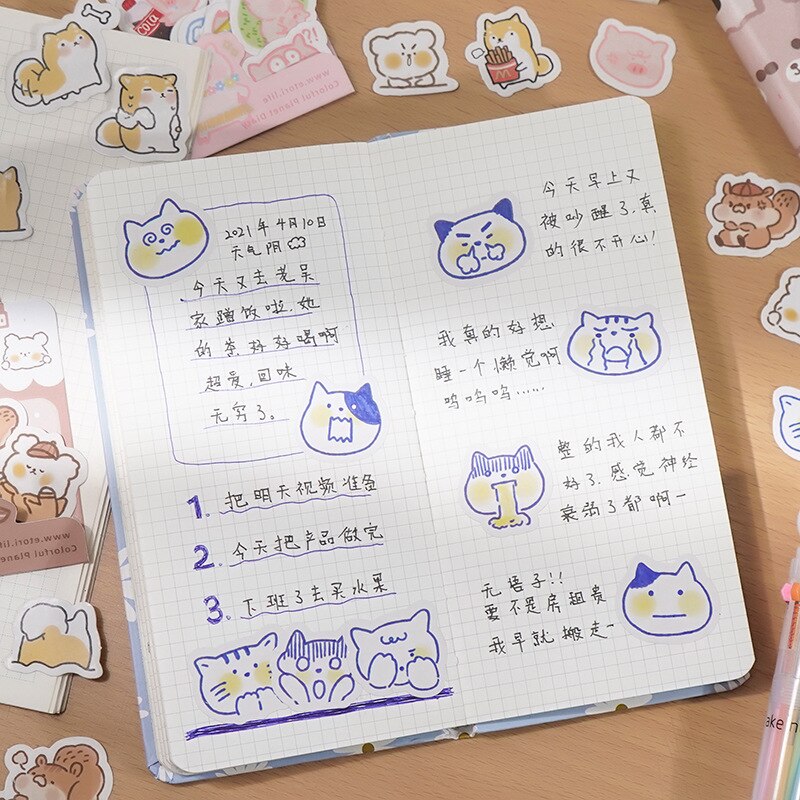 2021年4月10日
天气阴
今天又去老吴
家蹭饭啦.她
的茶好好喝啊
超爱.回味
无穷了。
1. 把明天视频准备
2. 今天把产品做完
3. 下班了去买水果
今天早上又
被吵醒了.真
的很不开心!
我真的好想
睡一个懒觉啊
呜呜呜……
整的我人都不
好了.感觉神经
衰弱了都啊一
无语子!!
要不是房租贵
我早就搬走一
Cola
?!
www.etori.life
Colorful Planet Diary
www.etori.life
Colorful Plane